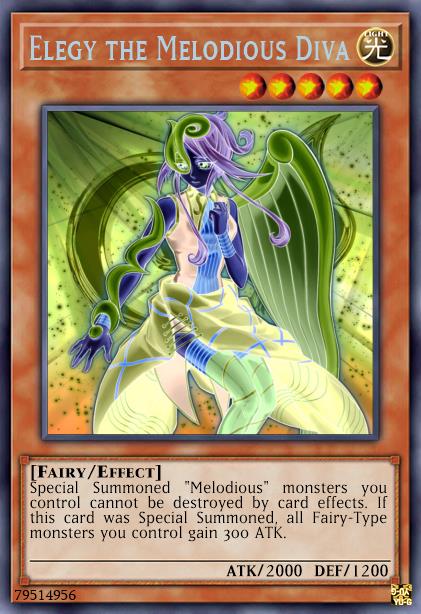 Elegy the Melodious Diva
LIGHT
光
[Fairy/Effect]
Special Summoned "Melodious" monsters you
control cannot be destroyed by card effects. If
this card was Special Summoned, all Fairy-Type
monsters you control gain 300 ATK.
ATK/2000 DEF/1200
79514956